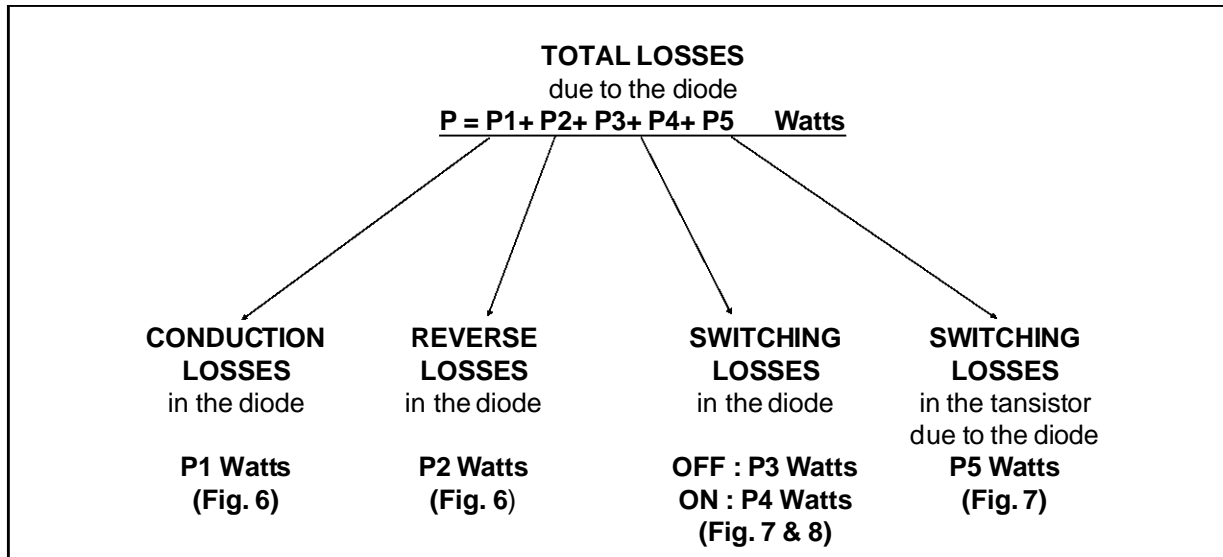 TOTAL LOSSES
due to the diode
P = P1+ P2+ P3+ P4+ P5 Watts
CONDUCTION
LOSSES
in the diode
P1 Watts
(Fig. 6)
REVERSE
LOSSES
in the diode
P2 Watts
(Fig. 6)
SWITCHING
LOSSES
in the diode
OFF : P3 Watts
ON : P4 Watts
(Fig. 7 & 8)
SWITCHING
LOSSES
in the tansistor
due to the diode
P5 Watts
(Fig. 7)